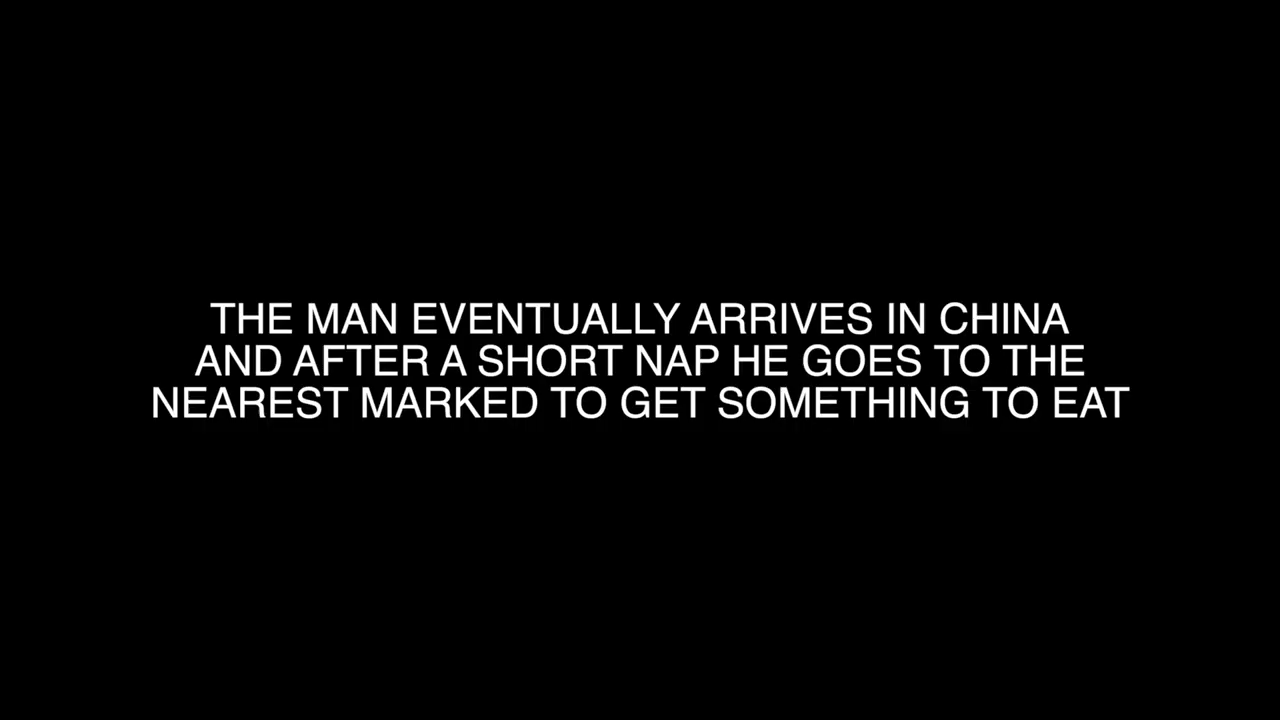 THE MAN EVENTUALLY ARRIVES IN CHINA
AND AFTER A SHORT NAP HE GOES TO THE
NEAREST MARKED TO GET SOMETHING TO EAT